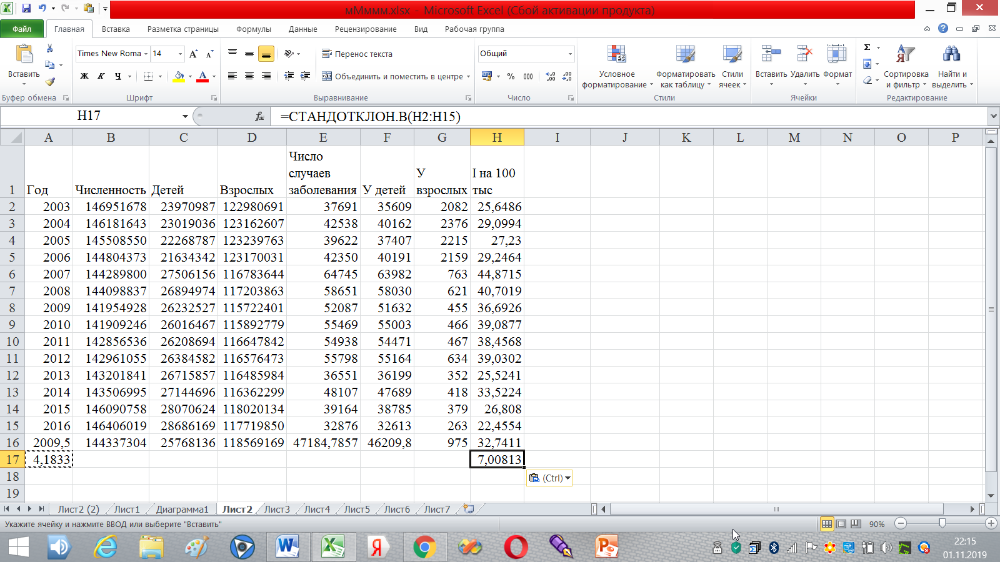 мМммм.xlsx - Microsoft Excel (Сбой активации продукта)
Файл Главная Вставка Разметка страницы Формулы Данные Рецензирование Вид Рабочая группа
Times New Roma 14 Перенос текста Общий
Вставить Ж К Ч А Объединить и поместить в центре % 000 Условное форматирование Форматировать как таблицу Стили ячеек Вставить Удалить Формат Сортировка и фильтр Найти и выделить
Буфер обмена Шрифт Выравнивание Число Стили Ячейки Редактирование
H17 fx =СТАНДОТКЛОН.В(H2:H15)
A B C D E F G H I J K L M N O P
1 Год Численность Детей Взрослых Число случаев заболевания У детей У взрослых I на 100 тыс
2 2003 146951678 23970987 122980691 37691 35609 2082 25,6486
3 2004 146181643 23019036 123162607 42538 40162 2376 29,0994
4 2005 145508550 22268787 123239763 39622 37407 2215 27,23
5 2006 144804373 21634342 123170031 42350 40191 2159 29,2464
6 2007 144289800 27506156 116783644 64745 63982 763 44,8715
7 2008 144098837 26894974 117203863 58651 58030 621 40,7019
8 2009 141954928 26232527 115722401 52087 51632 455 36,6926
9 2010 141909246 26016467 115892779 55469 55003 466 39,0877
10 2011 142856536 26208694 116647842 54938 54471 467 38,4568
11 2012 142961055 26384582 116576473 55798 55164 634 39,0302
12 2013 143201841 26715857 116485984 36551 36199 352 25,5241
13 2014 143506995 27144696 116362299 48107 47689 418 33,5224
14 2015 146090758 28070624 118020134 39164 38785 379 26,808
15 2016 146406019 28686169 117719850 32876 32613 263 22,4554
16 2009,5 144337304 25768136 118569169 47184,7857 46209,8 975 32,7411
17 4,1833 7,00813
18 (Ctrl)
19
Лист2 (2) Лист1 Диаграмма1 Лист2 Лист3 Лист4 Лист5 Лист6 Лист7
Укажите ячейку и нажмите ВВОД или выберите "Вставить" 90%
22:15
01.11.2019